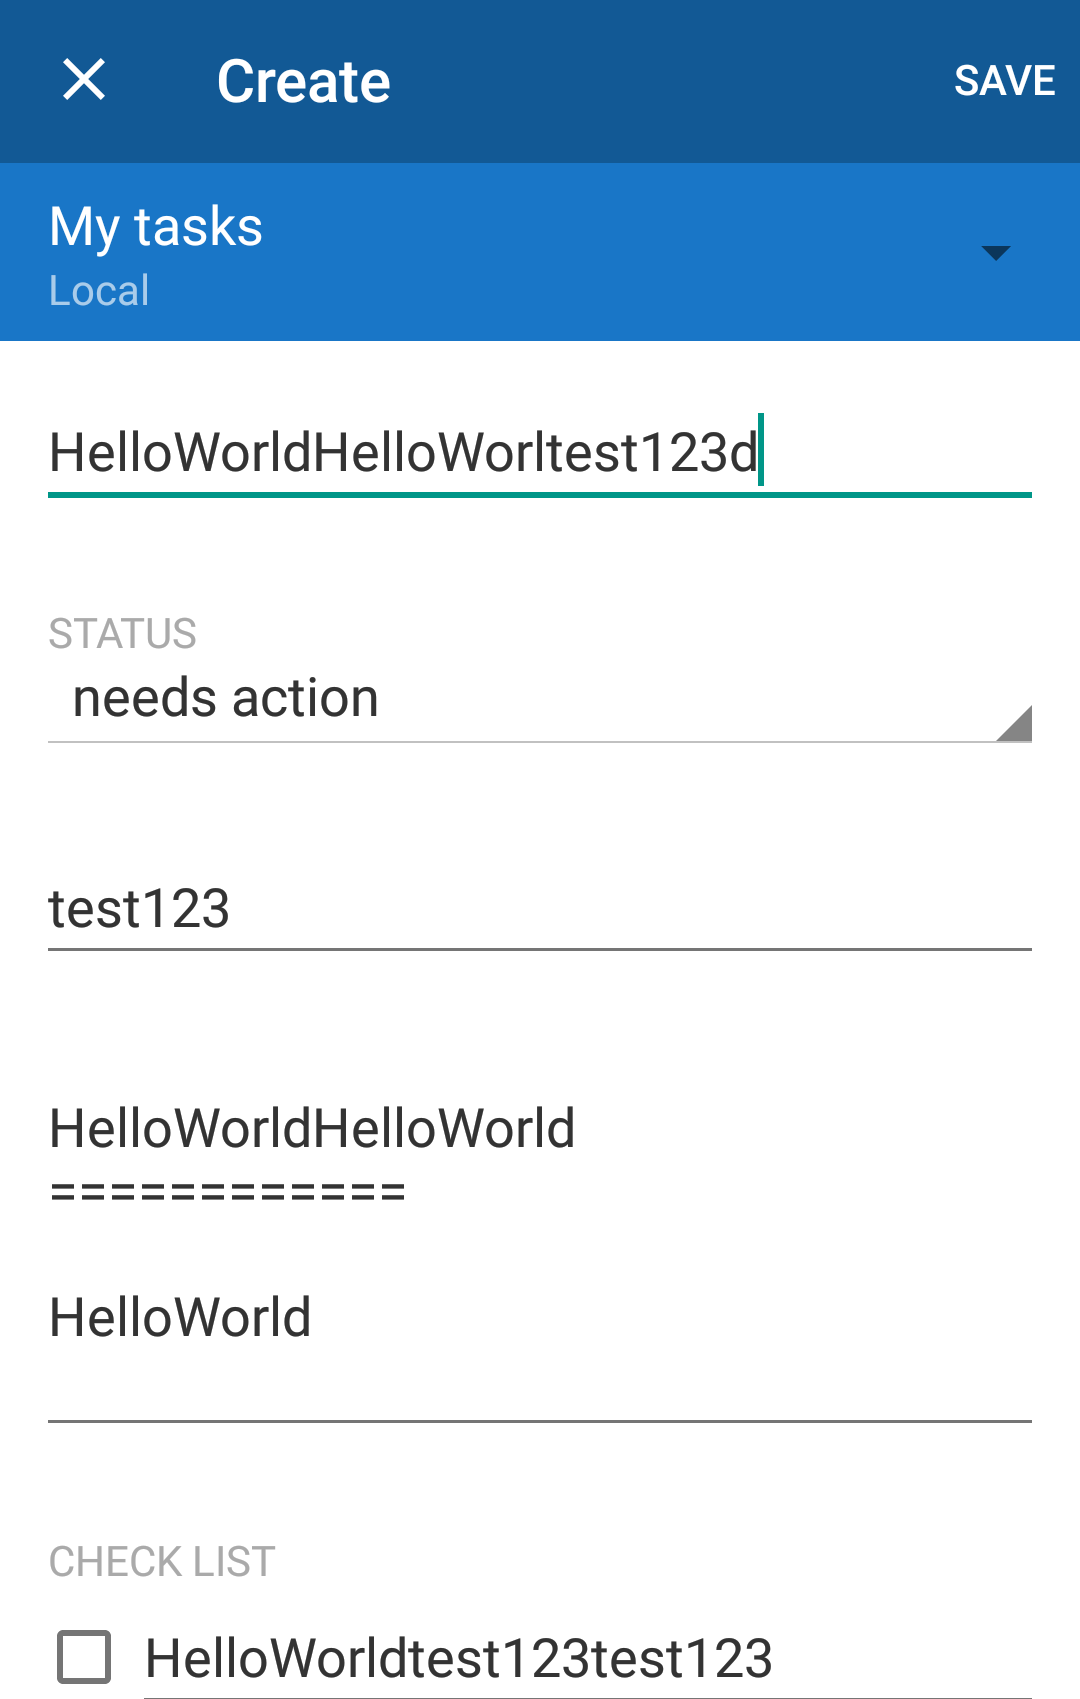 Create
SAVE
My tasks
Local
HelloWorldHelloWorltest123d
STATUS
needs action
test123
HelloWorldHelloWorld
============
HelloWorld
CHECK LIST
HelloWorldtest123test123